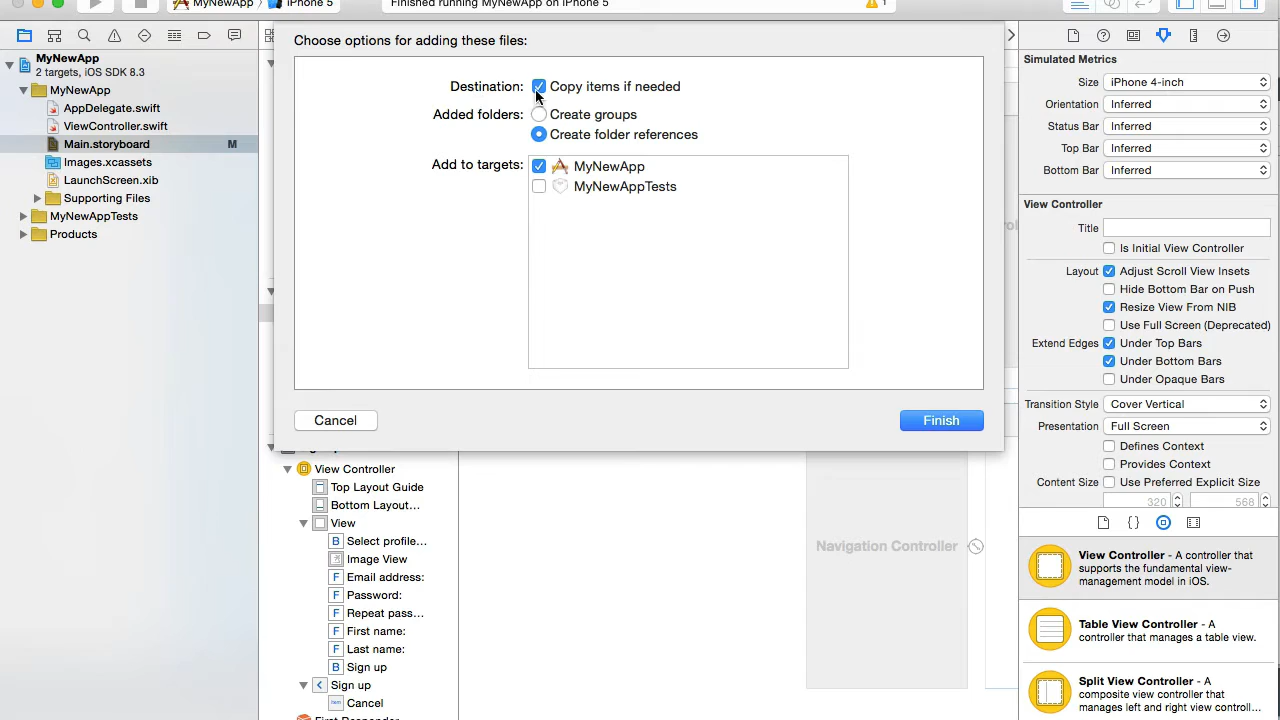 MyNewApp
iPhone 5
Finished running MyNewApp on iPhone 5
1
MyNewApp
2 targets, iOS SDK 8.3
MyNewApp
AppDelegate.swift
ViewController.swift
Main.storyboard
M
Images.xcassets
LaunchScreen.xib
Supporting Files
MyNewAppTests
Products
Choose options for adding these files:
Destination:
Copy items if needed
Added folders:
Create groups
Create folder references
Add to targets:
MyNewApp
MyNewAppTests
Cancel
Finish
View Controller
Top Layout Guide
Bottom Layout…
View
B Select profile…
Image View
F Email address:
F Password:
F Repeat pass…
F First name:
F Last name:
B Sign up
Sign up
Cancel
First Responder
Navigation Controller
Simulated Metrics
Size iPhone 4-inch
Orientation Inferred
Status Bar Inferred
Top Bar Inferred
Bottom Bar Inferred
View Controller
Title
Is Initial View Controller
Layout Adjust Scroll View Insets
Hide Bottom Bar on Push
Resize View From NIB
Use Full Screen (Deprecated)
Extend Edges Under Top Bars
Under Bottom Bars
Under Opaque Bars
Transition Style Cover Vertical
Presentation Full Screen
Defines Context
Provides Context
Content Size Use Preferred Explicit Size
320 568
View Controller - A controller that
supports the fundamental view-
management model in iOS.
Table View Controller - A
controller that manages a table view.
Split View Controller - A
composite view controller that
manages left and right view controll…